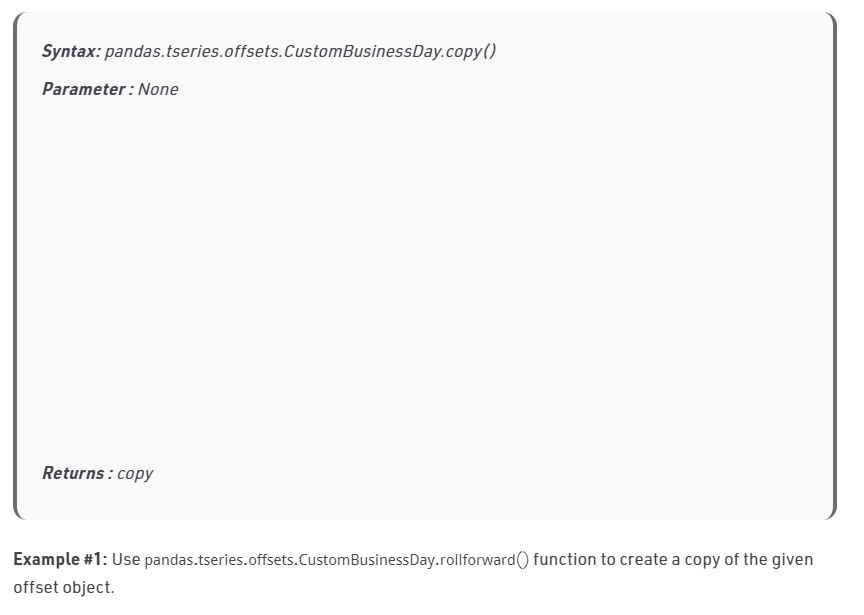 Syntax: pandas.tseries.offsets.CustomBusinessDay.copy()
Parameter : None
Returns : copy
Example #1: Use pandas.tseries.offsets.CustomBusinessDay.rollforward() function to create a copy of the given
offset object.